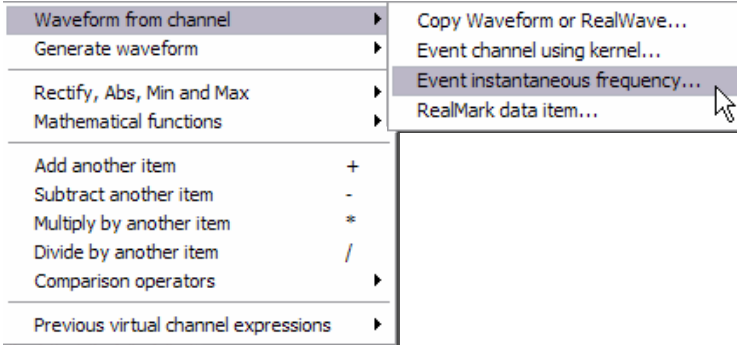 Waveform from channel
Generate waveform
Rectify, Abs, Min and Max
Mathematical functions
Add another item +
Subtract another item -
Multiply by another item *
Divide by another item /
Comparison operators
Previous virtual channel expressions
Copy Waveform or RealWave...
Event channel using kernel...
Event instantaneous frequency...
RealMark data item...